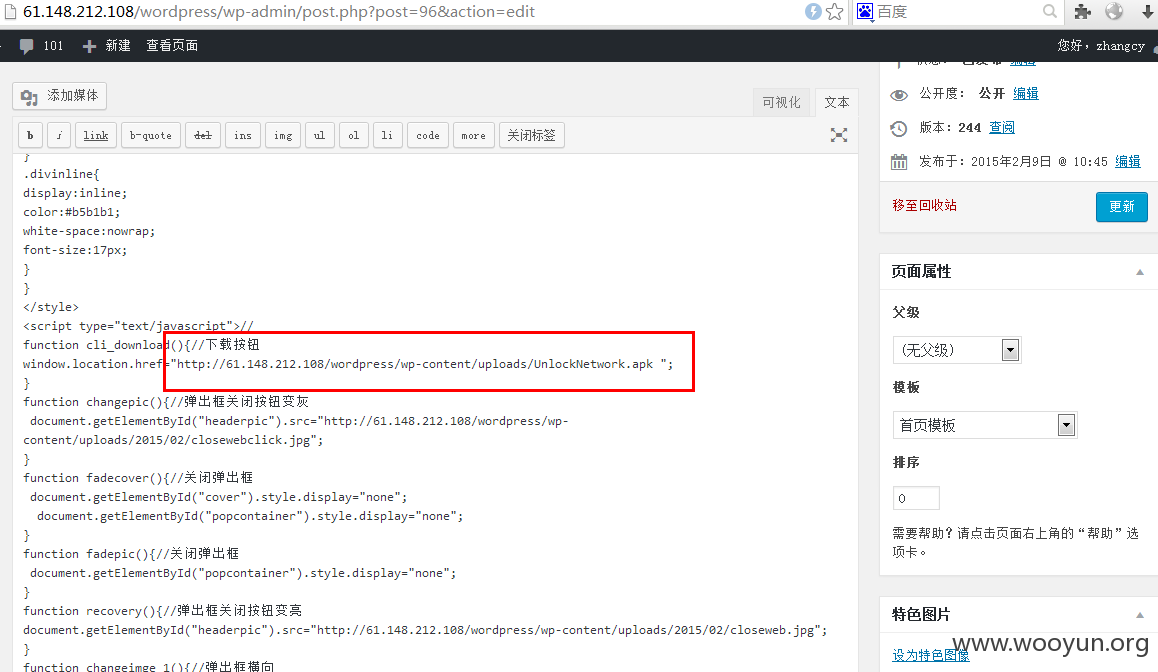 61.148.212.108/wordpress/wp-admin/post.php?post=96&action=edit
百度
101
新建
查看页面
您好，zhangcy
添加媒体
可视化
文本
b
i
link
b-quote
del
ins
img
ul
ol
li
code
more
关闭标签
}
.divinline{
display:inline;
color:#b5b1b1;
white-space:nowrap;
font-size:17px;
}
}
</style>
<script type="text/javascript">//
function cli_download(){//下载按钮
window.location.href="http://61.148.212.108/wordpress/wp-content/uploads/UnlockNetwork.apk ";
}
function changepic(){//弹出框关闭按钮变灰
document.getElementById("headerpic").src="http://61.148.212.108/wordpress/wp-
content/uploads/2015/02/closewebclick.jpg";
}
function fadecover(){//关闭弹出框
document.getElementById("cover").style.display="none";
document.getElementById("popcontainer").style.display="none";
}
function fadepic(){//关闭弹出框
document.getElementById("popcontainer").style.display="none";
}
function recovery(){//弹出框关闭按钮变亮
document.getElementById("headerpic").src="http://61.148.212.108/wordpress/wp-content/uploads/2015/02/closeweb.jpg";
}
function changeimge_1(){//弹出框横向
编辑
公开度： 公开 编辑
版本：244 查阅
发布于：2015年2月9日 @ 10:45 编辑
移至回收站
更新
页面属性
父级
(无父级)
模板
首页模板
排序
0
需要帮助？请点击页面右上角的“帮助”选
项卡。
特色图片
设为特色图像
www.wooyun.org